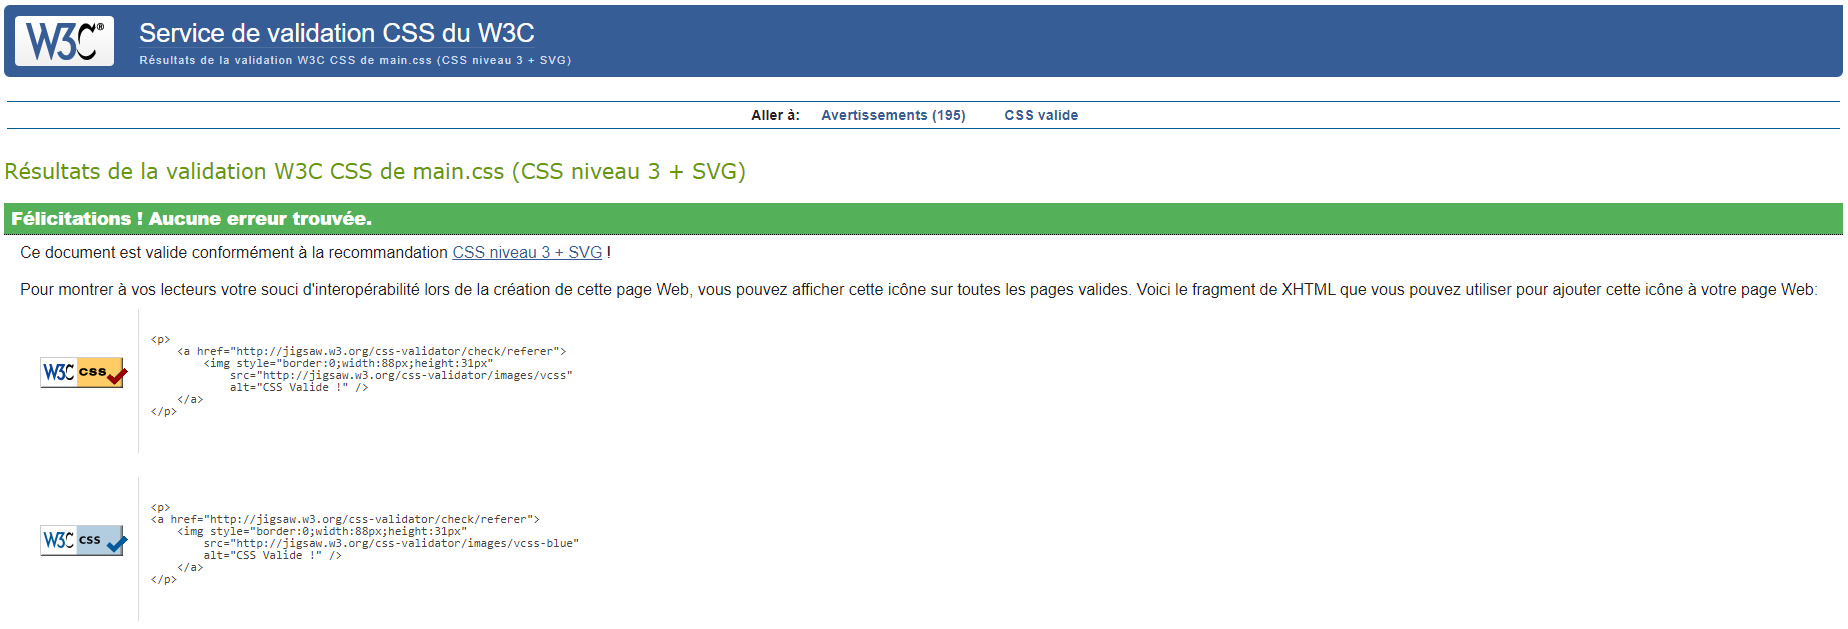 W3C® Service de validation CSS du W3C
Résultats de la validation W3C CSS de main.css (CSS niveau 3 + SVG)
Aller à: Avertissements (195) CSS valide
Résultats de la validation W3C CSS de main.css (CSS niveau 3 + SVG)
Félicitations ! Aucune erreur trouvée.
Ce document est valide conformément à la recommandation CSS niveau 3 + SVG !
Pour montrer à vos lecteurs votre souci d'interopérabilité lors de la création de cette page Web, vous pouvez afficher cette icône sur toutes les pages valides. Voici le fragment de XHTML que vous pouvez utiliser pour ajouter cette icône à votre page Web:
W3C css
<p>
    <a href="http://jigsaw.w3.org/css-validator/check/referer">
        <img style="border:0;width:88px;height:31px"
            src="http://jigsaw.w3.org/css-validator/images/vcss"
            alt="CSS Valide !" />
    </a>
</p>
W3C css
<p>
<a href="http://jigsaw.w3.org/css-validator/check/referer">
    <img style="border:0;width:88px;height:31px"
        src="http://jigsaw.w3.org/css-validator/images/vcss-blue"
        alt="CSS Valide !" />
    </a>
</p>